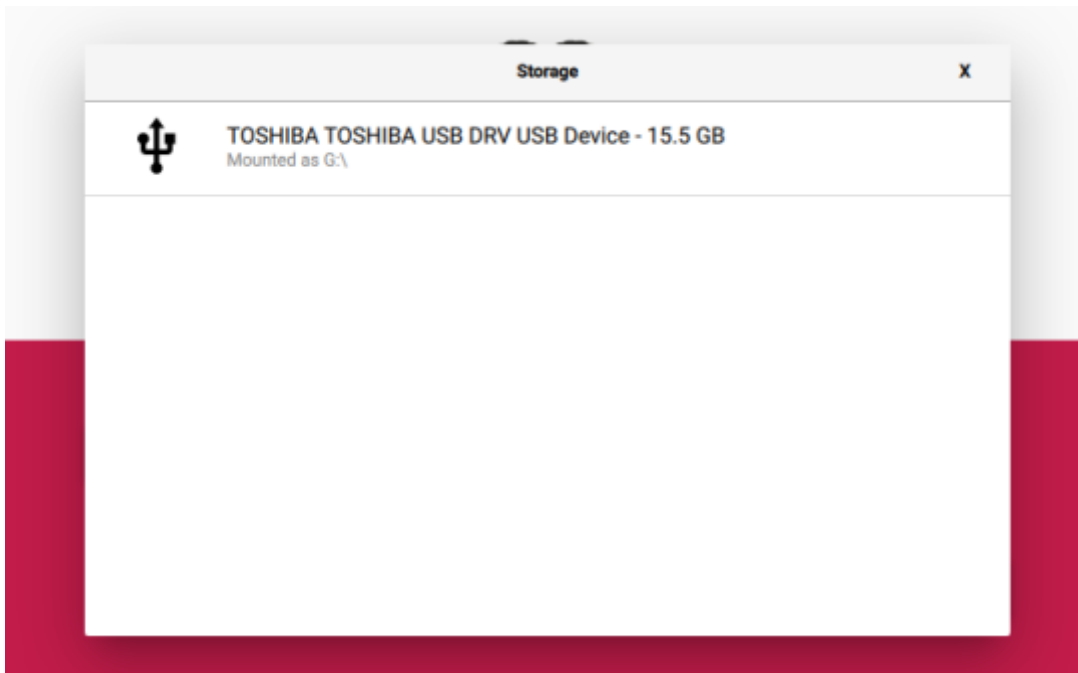 Storage
X
TOSHIBA TOSHIBA USB DRV USB Device - 15.5 GB
Mounted as G:\